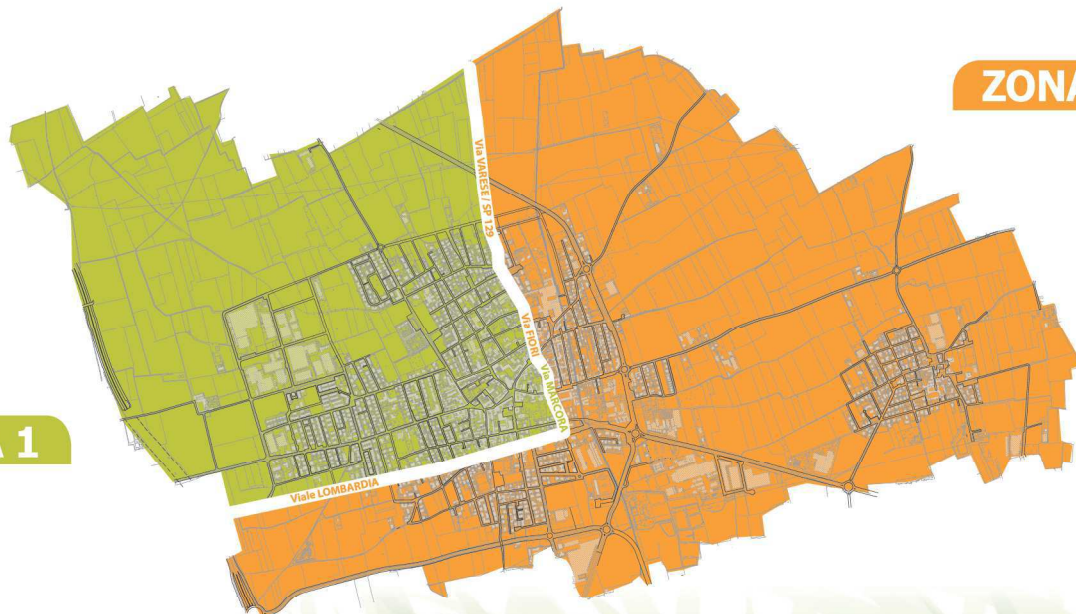 ZONA
Via VARESE / SP 129
Via FIORI
Via MARCORA
A 1
Viale LOMBARDIA